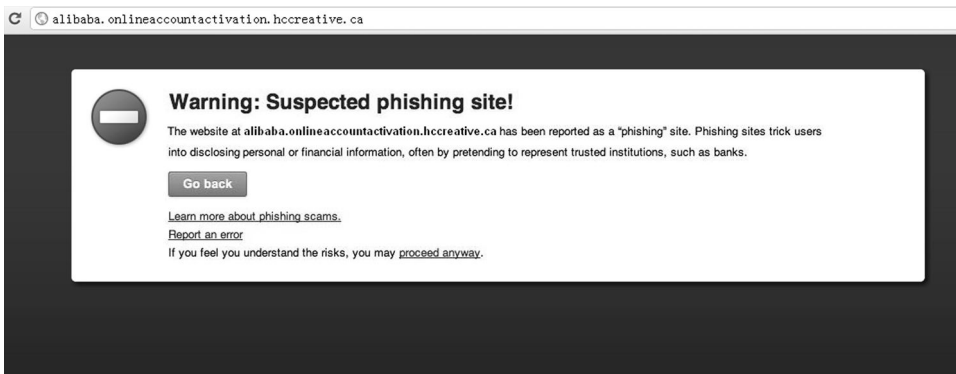 alibaba.onlineaccountactivation.hccreative.ca
Warning: Suspected phishing site!
The website at alibaba.onlineaccountactivation.hccreative.ca has been reported as a “phishing” site. Phishing sites trick users
into disclosing personal or financial information, often by pretending to represent trusted institutions, such as banks.
Go back
Learn more about phishing scams.
Report an error
If you feel you understand the risks, you may proceed anyway.